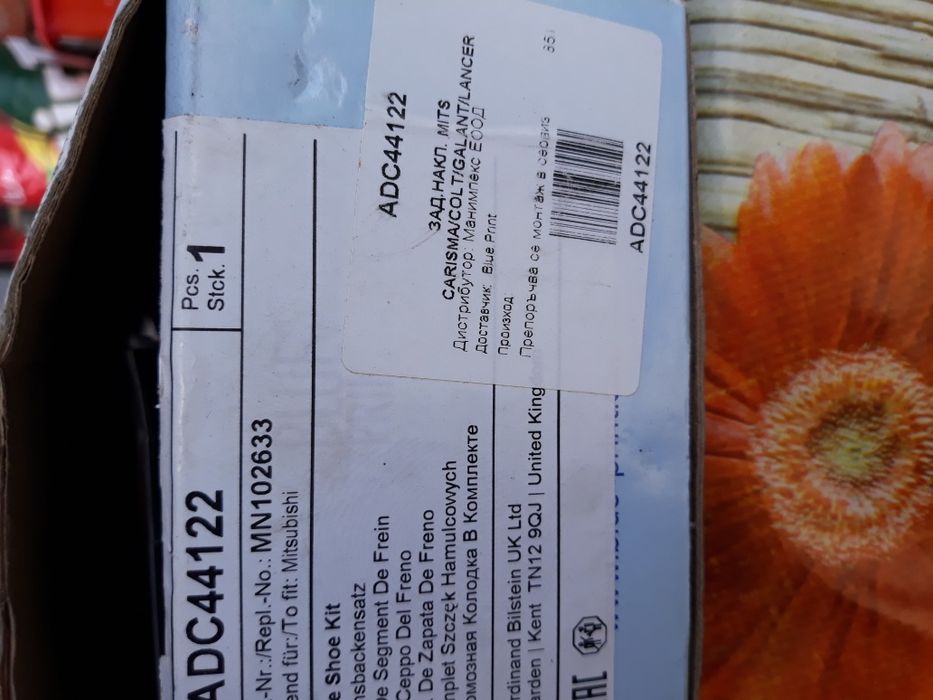 ADC44122
ЗАД.НАКЛ. MITS
CARISMA/COLT/GALANT/LANCER
Дистрибутор: Манимпекс ЕООД
Доставчик: Blue Print
Произход
Препоръчва се монтаж в сервиз
351
ADC44122
Pcs.
Stck. 1
ADC44122
-Nr.:/Repl.-No.: MN102633
end für:/To fit: Mitsubishi
e Shoe Kit
nsbackensatz
e Segment De Frein
Ceppo Del Freno
De Zapata De Freno
mplet Szczęk Hamulcowych
рмозная Колодка В Комплекте
rdinand Bilstein UK Ltd
arden | Kent TN12 9QJ | United King